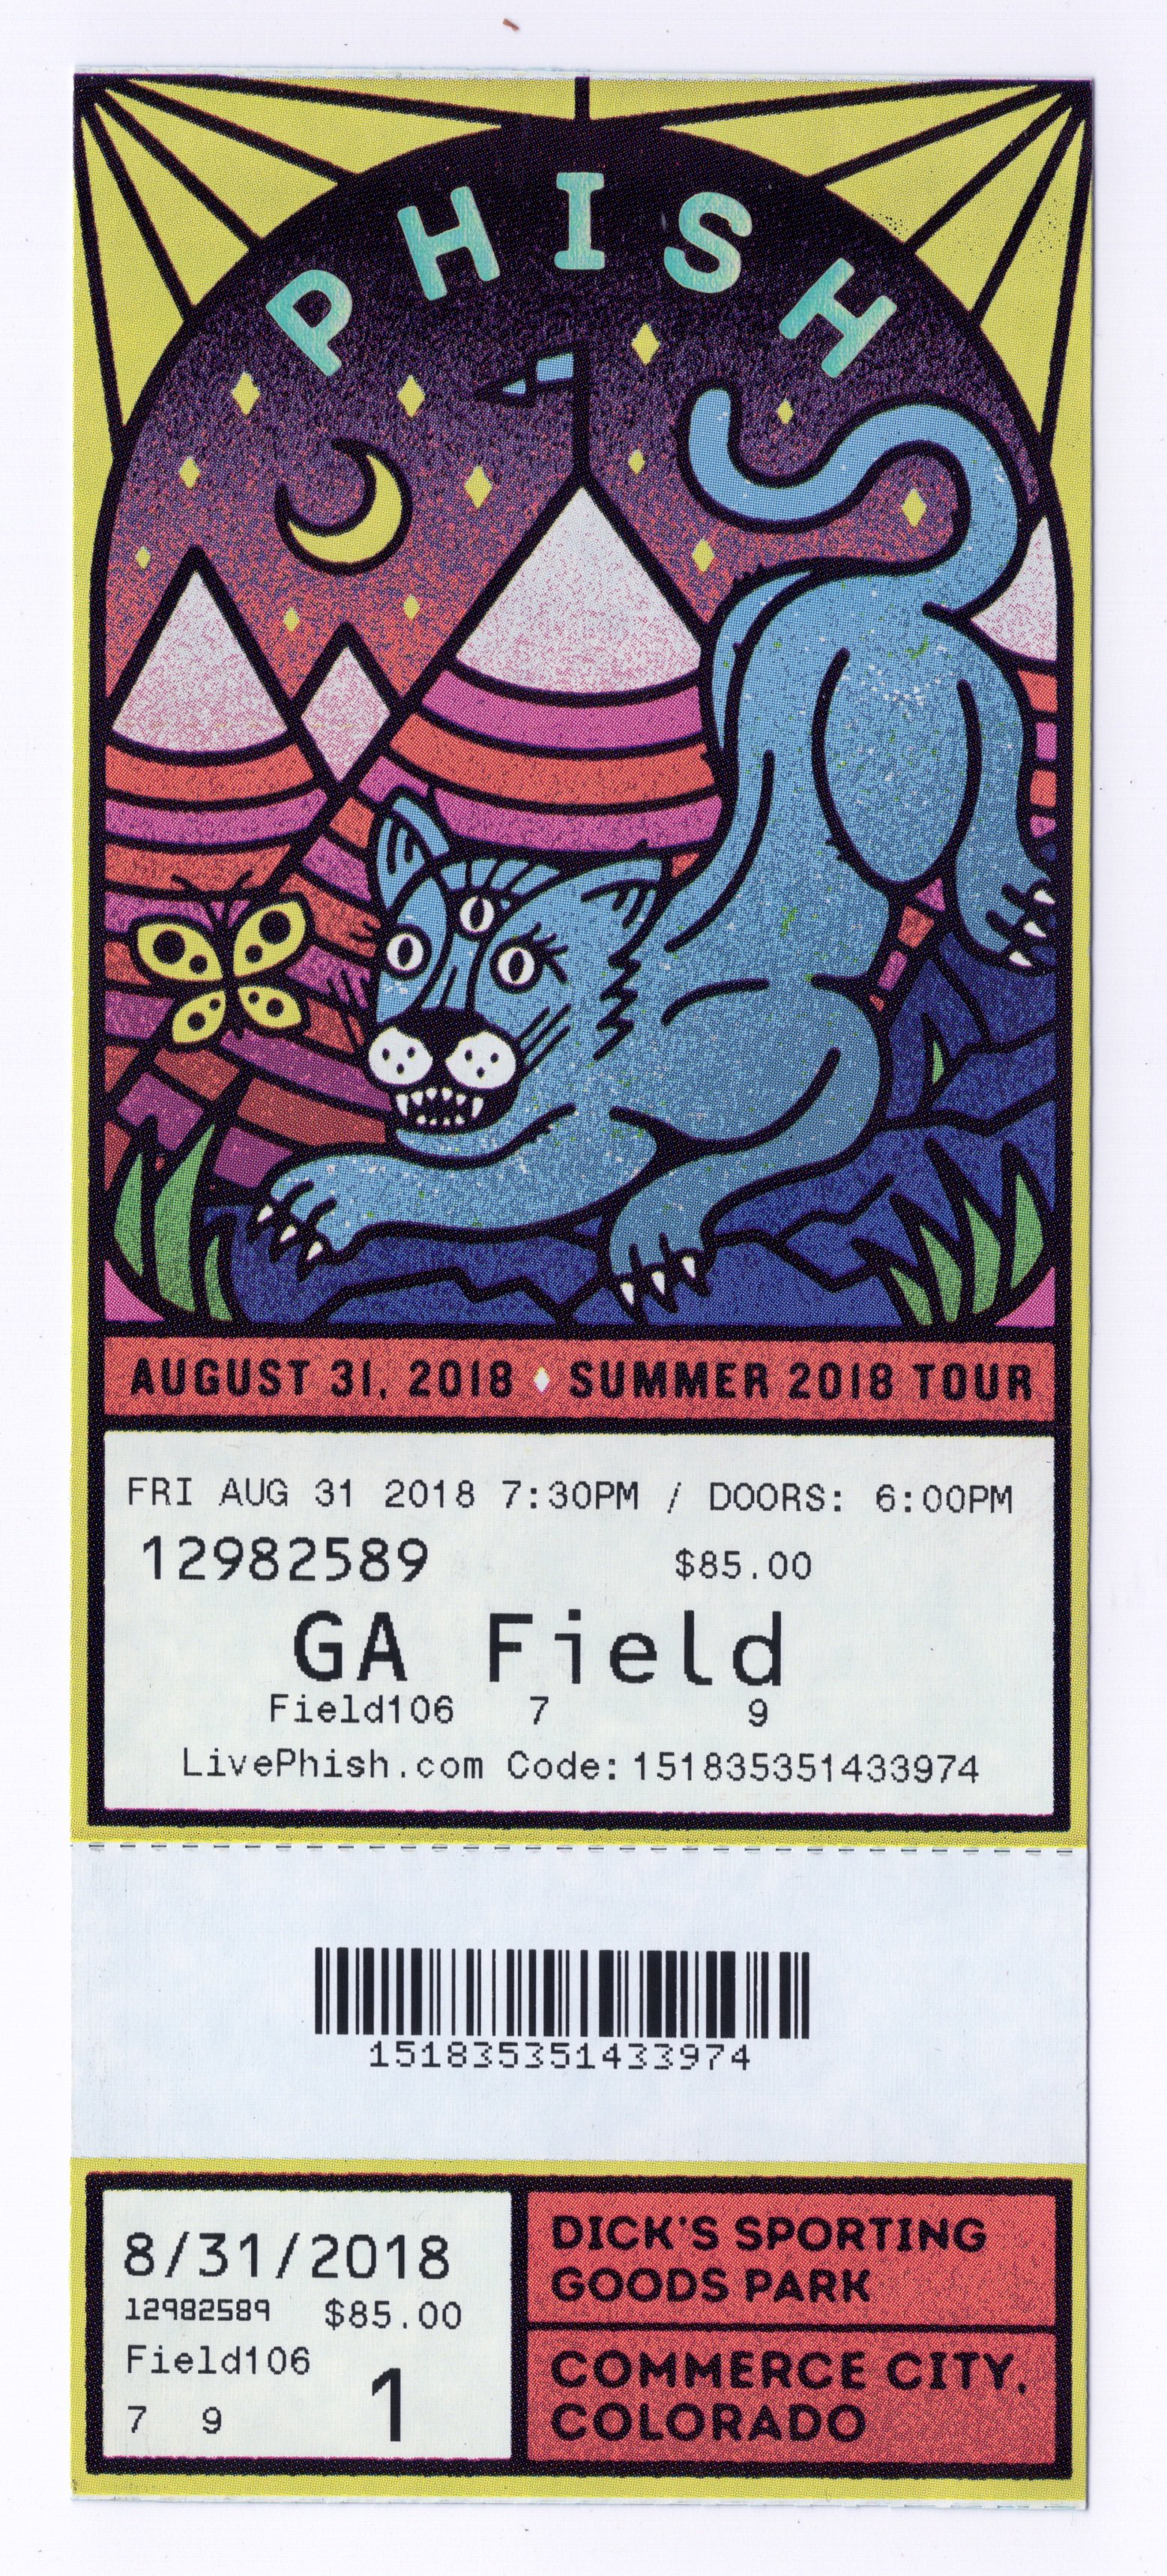 PHISH
AUGUST 31, 2018 ♦ SUMMER 2018 TOUR
FRI AUG 31 2018 7:30PM / DOORS: 6:00PM
12982589 $85.00
GA Field
Field106 7 9
LivePhish.com Code: 151835351433974
151835351433974
8/31/2018
12982589 $85.00
Field106
7 9 1
DICK'S SPORTING
GOODS PARK
COMMERCE CITY,
COLORADO